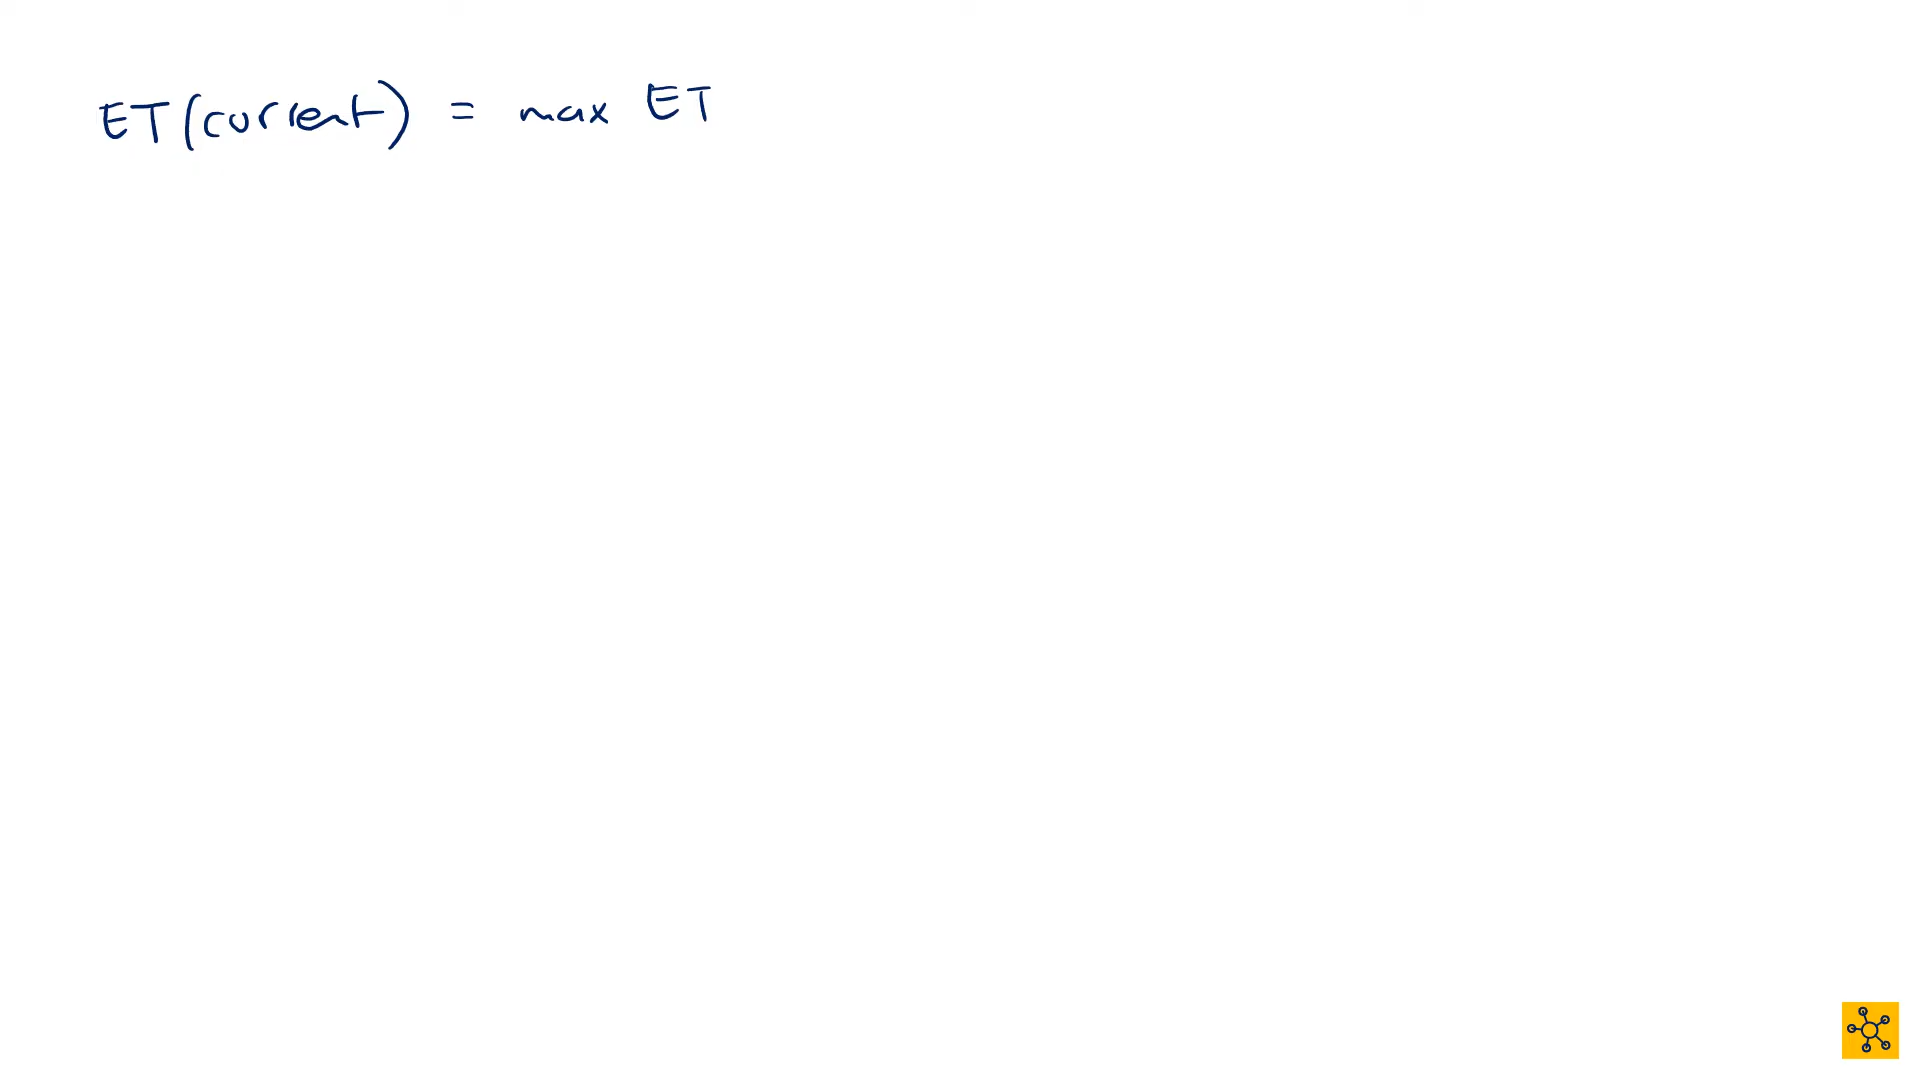 ET(current) = max ET